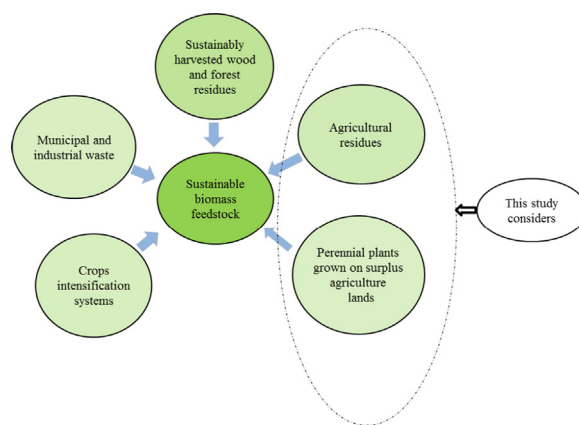 Sustainably
harvested wood
and forest
residues
Municipal and
industrial waste
Agricultural
residues
Sustainable
biomass
feedstock
This study
considers
Crops
intensification
systems
Perennial plants
grown on surplus
agriculture
lands